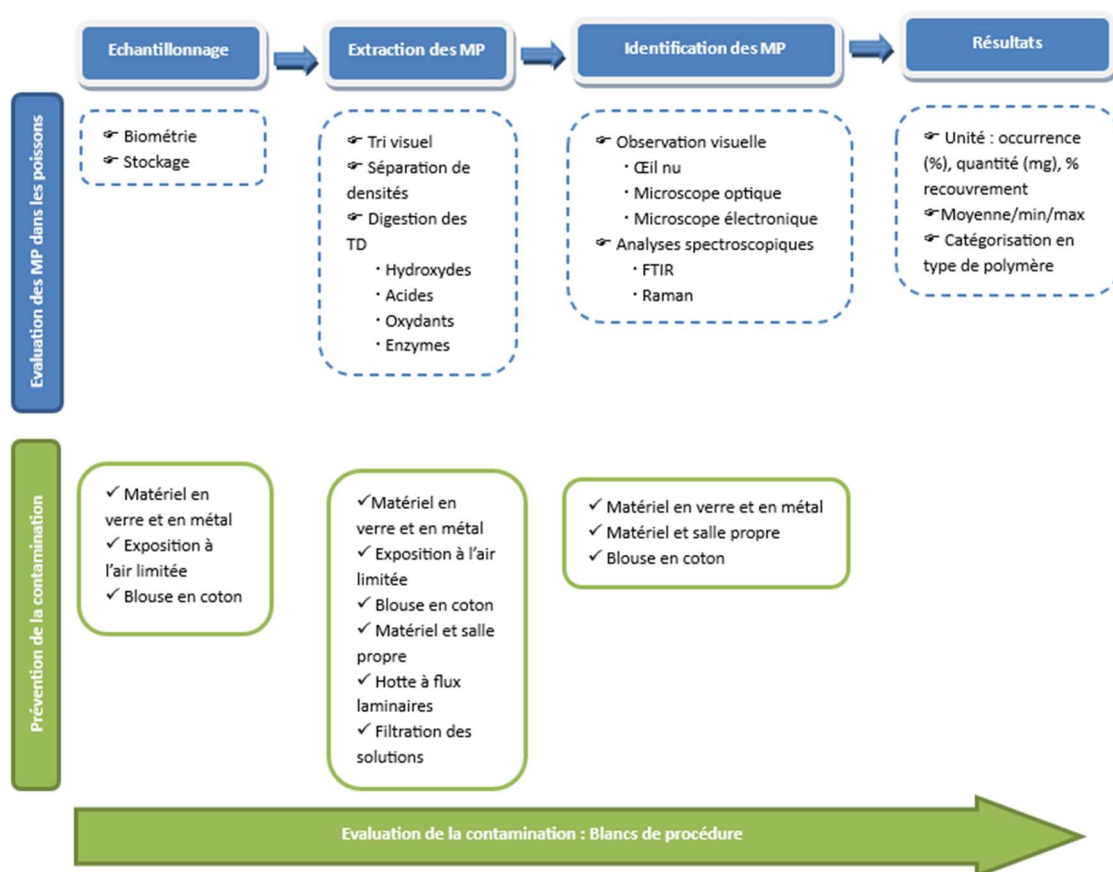 Echantillonnage
Extraction des MP
Identification des MP
Résultats
Evaluation des MP dans les poissons
☞ Biométrie
☞ Stockage
☞ Tri visuel
☞ Séparation de
densités
☞ Digestion des
TD
· Hydroxydes
· Acides
· Oxydants
· Enzymes
☞ Observation visuelle
· Œil nu
· Microscope optique
· Microscope électronique
☞ Analyses spectroscopiques
· FTIR
· Raman
☞ Unité : occurrence
(%), quantité (mg), %
recouvrement
☞Moyenne/min/max
☞ Catégorisation en
type de polymère
Prévention de la contamination
✓ Matériel en
verre et en métal
✓ Exposition à
l'air limitée
✓ Blouse en coton
✓Matériel en
verre et en métal
✓ Exposition à l'air
limitée
✓ Blouse en coton
✓ Matériel et salle
propre
✓ Hotte à flux
laminaires
✓ Filtration des
solutions
✓ Matériel en verre et en métal
✓ Matériel et salle propre
✓ Blouse en coton
Evaluation de la contamination : Blancs de procédure